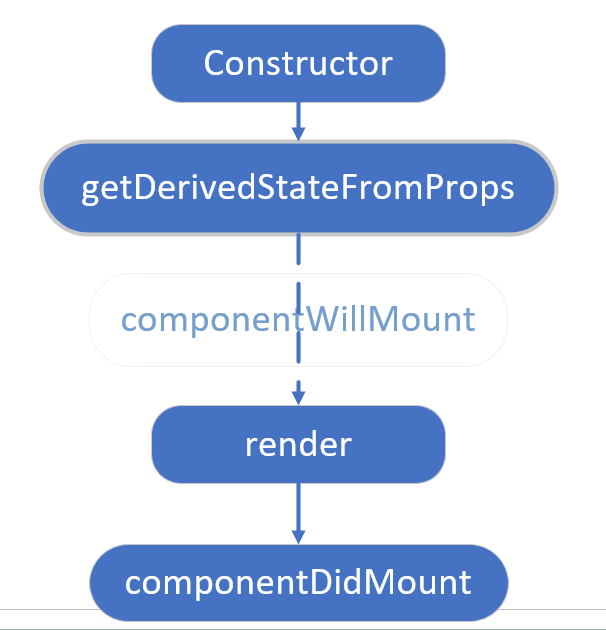 Constructor
getDerivedStateFromProps
componentWillMount
render
componentDidMount